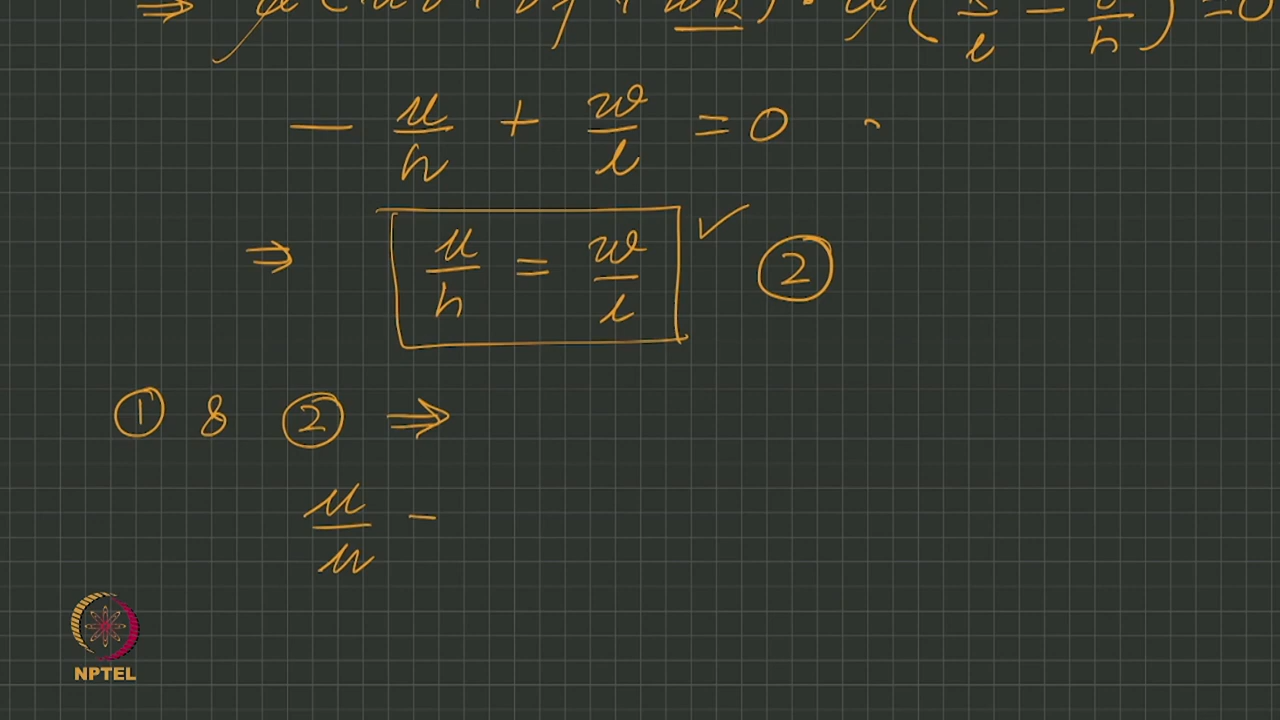 - u/h + w/l = 0
⇒ u/h = w/l ✓ ②
① & ② ⇒
u/u -
NPTEL